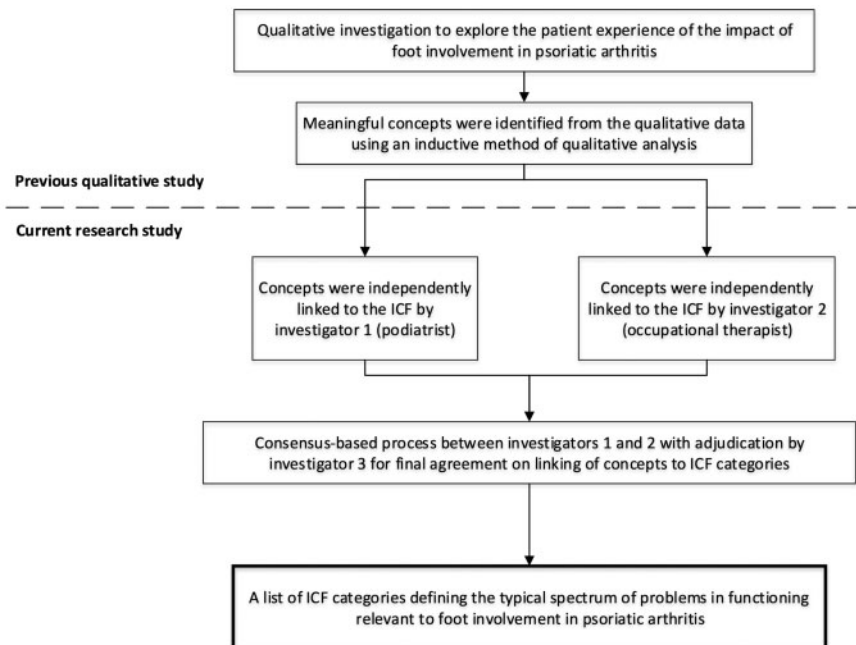 Qualitative investigation to explore the patient experience of the impact of
foot involvement in psoriatic arthritis
Meaningful concepts were identified from the qualitative data
using an inductive method of qualitative analysis
Previous qualitative study
Current research study
Concepts were independently
linked to the ICF by
investigator 1 (podiatrist)
Concepts were independently
linked to the ICF by investigator 2
(occupational therapist)
Consensus-based process between investigators 1 and 2 with adjudication by
investigator 3 for final agreement on linking of concepts to ICF categories
A list of ICF categories defining the typical spectrum of problems in functioning
relevant to foot involvement in psoriatic arthritis